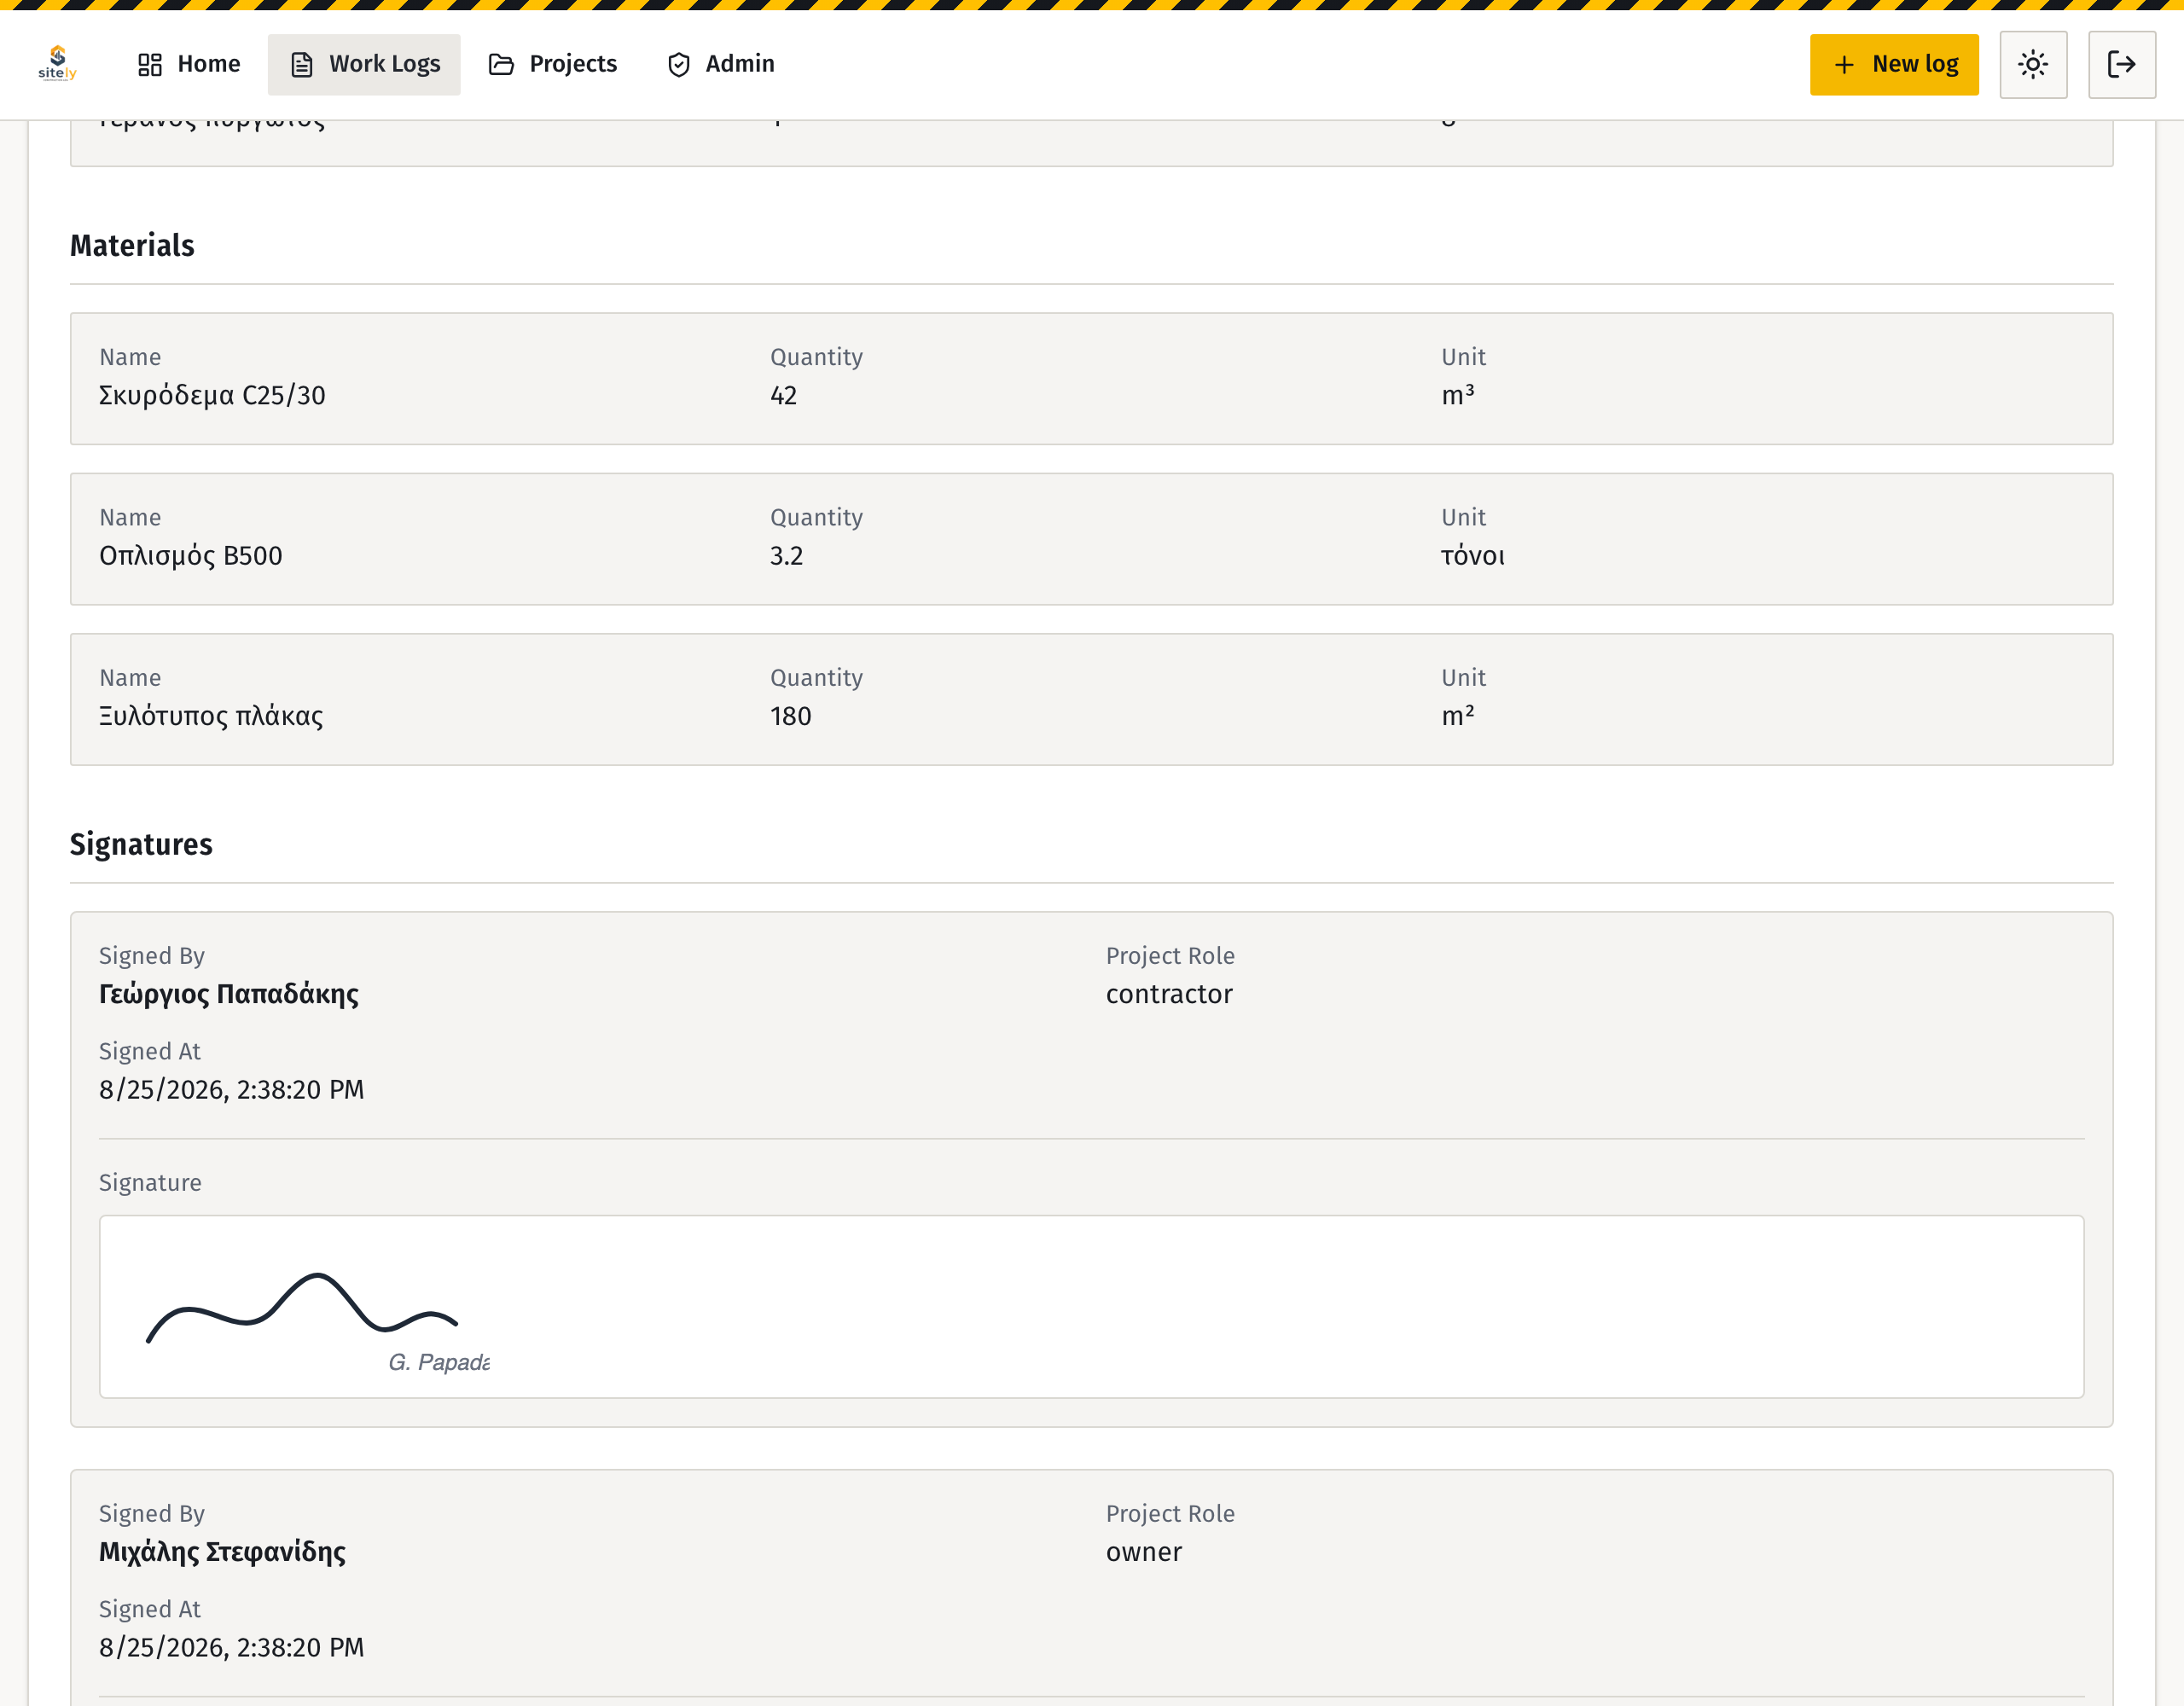 sitely
Home
Work Logs
Projects
Admin
New log
Γερανός πυργωτός
Materials
Name
Quantity
Unit
Σκυρόδεμα C25/30
42
m³
Name
Quantity
Unit
Οπλισμός B500
3.2
τόνοι
Name
Quantity
Unit
Ξυλότυπος πλάκας
180
m²
Signatures
Signed By
Project Role
Γεώργιος Παπαδάκης
contractor
Signed At
8/25/2026, 2:38:20 PM
Signature
G. Papada
Signed By
Project Role
Μιχάλης Στεφανίδης
owner
Signed At
8/25/2026, 2:38:20 PM